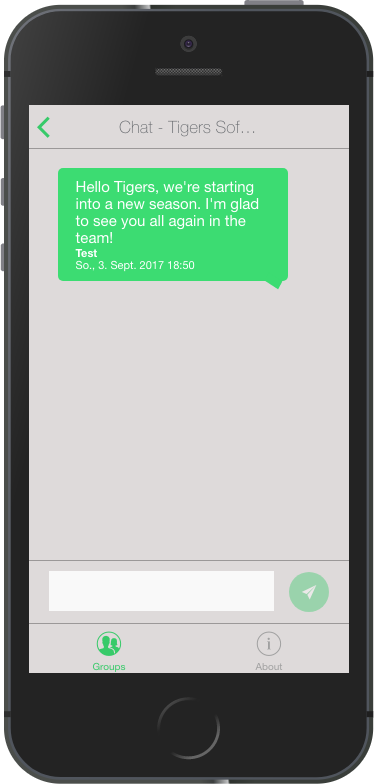 Chat - Tigers Sof...
Hello Tigers, we're starting
into a new season. I'm glad
to see you all again in the
team!
Test
So., 3. Sept. 2017 18:50
Groups
About